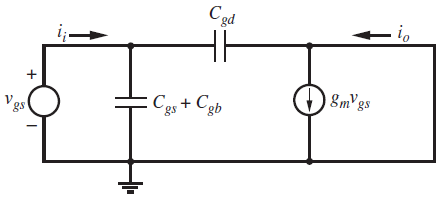 C_gd
i_i
i_o
+
v_gs
−
C_gs + C_gb
g_m v_gs